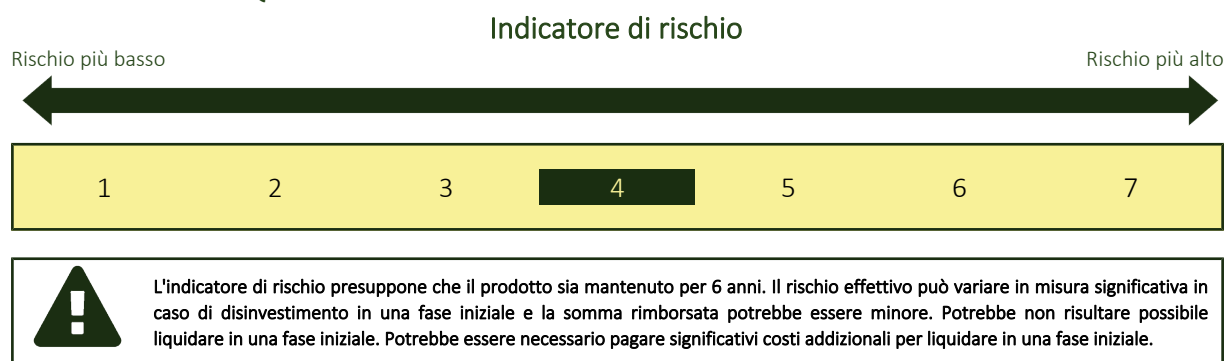 Indicatore di rischio
Rischio più basso
Rischio più alto
1 2 3 4 5 6 7
L'indicatore di rischio presuppone che il prodotto sia mantenuto per 6 anni. Il rischio effettivo può variare in misura significativa in
caso di disinvestimento in una fase iniziale e la somma rimborsata potrebbe essere minore. Potrebbe non risultare possibile
liquidare in una fase iniziale. Potrebbe essere necessario pagare significativi costi addizionali per liquidare in una fase iniziale.